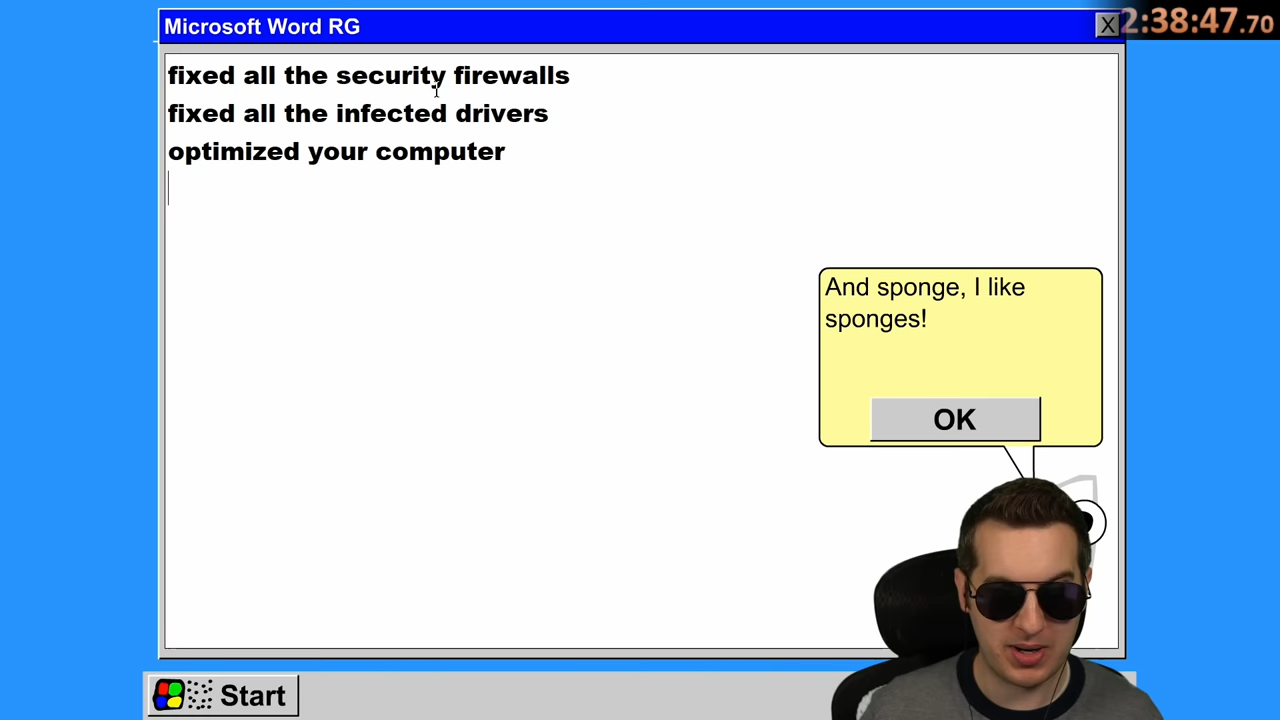 Microsoft Word RG
X
2:38:47.70
fixed all the security firewalls
fixed all the infected drivers
optimized your computer
And sponge, I like
sponges!
OK
Start